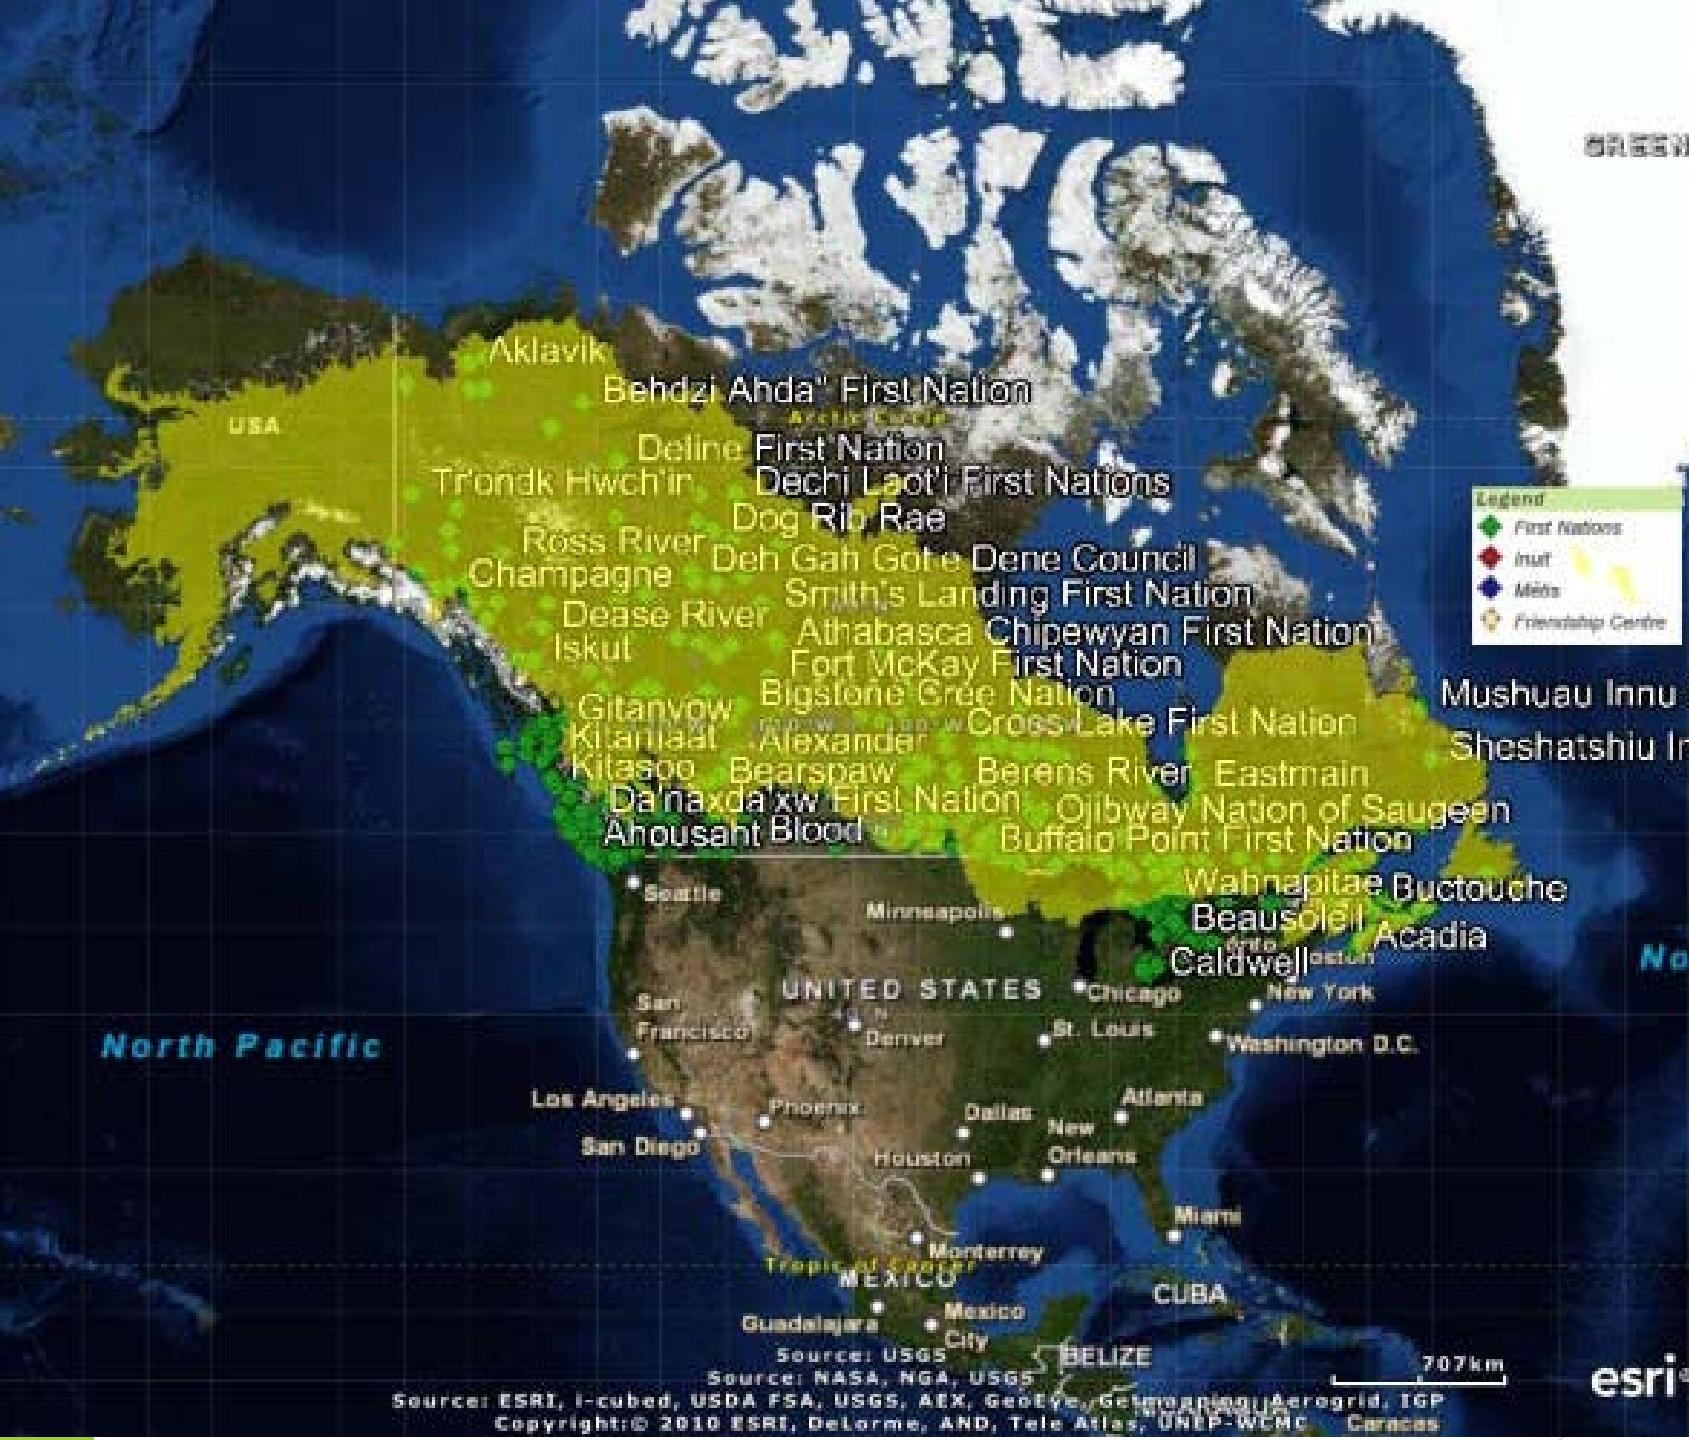 GREEN
Aklavik
Behdzi Ahda" First Nation
Arctic Circle
USA
Deline First Nation
Tr'ondk Hwch'in
Dechi Laot'i First Nations
Dog Rib Rae
Legend
First Nations
Inuit
Métis
Friendship Centre
Ross River
Deh Gah Gotie Dene Council
Champagne
Smith's Landing First Nation
Dease River
Athabasca Chipewyan First Nation
Iskut
Fort McKay First Nation
Bigstone Cree Nation
Mushuau Innu
Gitanyow
Cross Lake First Nation
Kitamaat
Alexander
Sheshatshiu In
Kitasoo
Bearspaw
Berens River
Eastmain
Da'naxda'xw First Nation
Ojibway Nation of Saugeen
Ahousaht
Blood
Buffalo Point First Nation
Seattle
Wahnapitae
Buctouche
Minneapolis
Beausoleil
Acadia
Caldwell
oston
No
UNITED STATES
Chicago
New York
San
Francisco
Denver
St. Louis
Washington D.C.
North Pacific
Los Angeles
Phoenix
Dallas
Atlanta
San Diego
New
Orleans
Houston
Miami
Monterrey
Tropic of Cancer
MEXICO
CUBA
Guadalajara
Mexico
City
Source: USGS
BELIZE
707km
Source: NASA, NGA, USGS
esri
Source: ESRI, i-cubed, USDA FSA, USGS, AEX, GeoEye, Getmapping, Aerogrid, IGP
Copyright:© 2010 ESRI, DeLorme, AND, Tele Atlas, UNEP-WCMC
Caracas